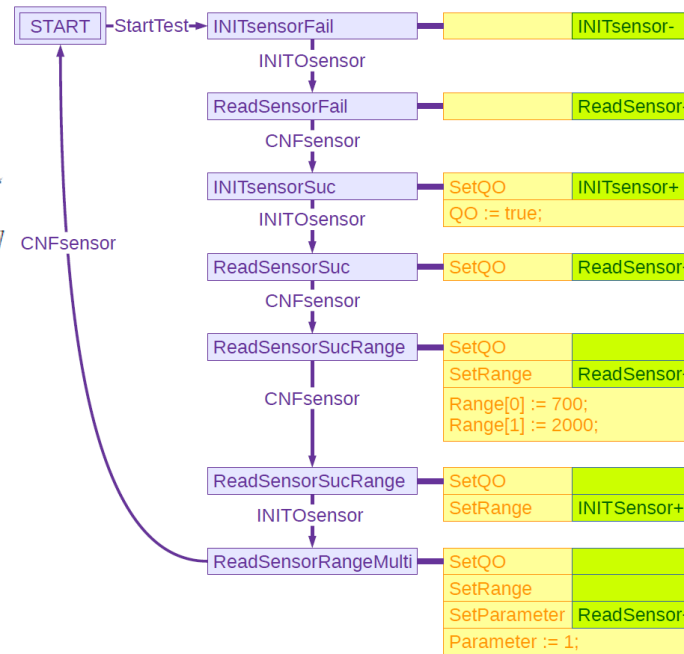 START StartTest INITsensorFail INITsensor-
INITOsensor
ReadSensorFail ReadSensor-
CNFsensor
INITsensorSuc SetQO INITsensor+
QO := true;
INITOsensor
CNFsensor
ReadSensorSuc SetQO ReadSensor
CNFsensor
ReadSensorSucRange SetQO
SetRange ReadSensor
CNFsensor
Range[0] := 700;
Range[1] := 2000;
ReadSensorSucRange SetQO
SetRange INITSensor+
INITOsensor
ReadSensorRangeMulti SetQO
SetRange
SetParameter ReadSensor
Parameter := 1;